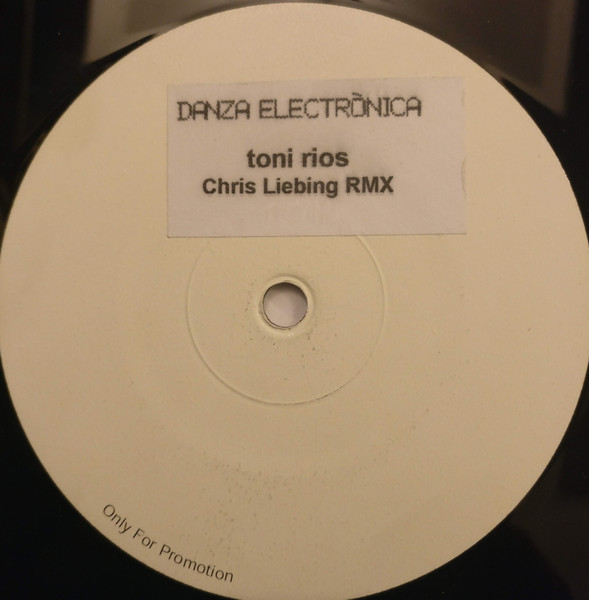 DANZA ELECTRÒNICA
toni rios
Chris Liebing RMX
Only For Promotion